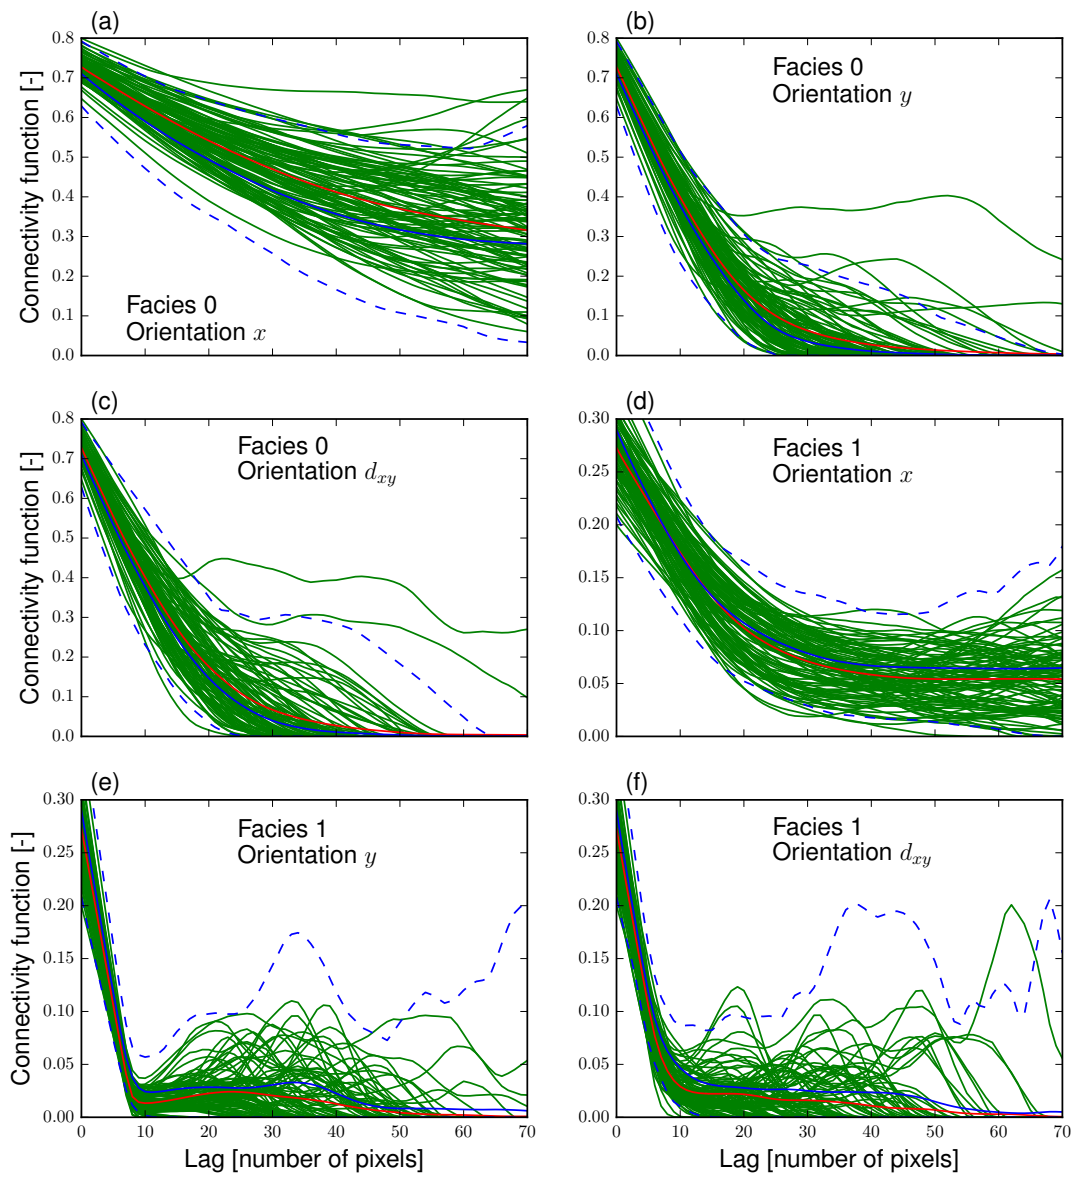 (a)
0.8
0.7
0.6
0.5
0.4
0.3
0.2
0.1
0.0
Connectivity function [-]
Facies 0
Orientation x
(b)
0.8
0.7
0.6
0.5
0.4
0.3
0.2
0.1
0.0
Facies 0
Orientation y
(c)
0.8
0.7
0.6
0.5
0.4
0.3
0.2
0.1
0.0
Connectivity function [-]
Facies 0
Orientation dxy
(d)
0.30
0.25
0.20
0.15
0.10
0.05
0.00
Facies 1
Orientation x
(e)
0.30
0.25
0.20
0.15
0.10
0.05
0.00
Connectivity function [-]
Facies 1
Orientation y
0 10 20 30 40 50 60 70
Lag [number of pixels]
(f)
0.30
0.25
0.20
0.15
0.10
0.05
0.00
Facies 1
Orientation dxy
0 10 20 30 40 50 60 70
Lag [number of pixels]